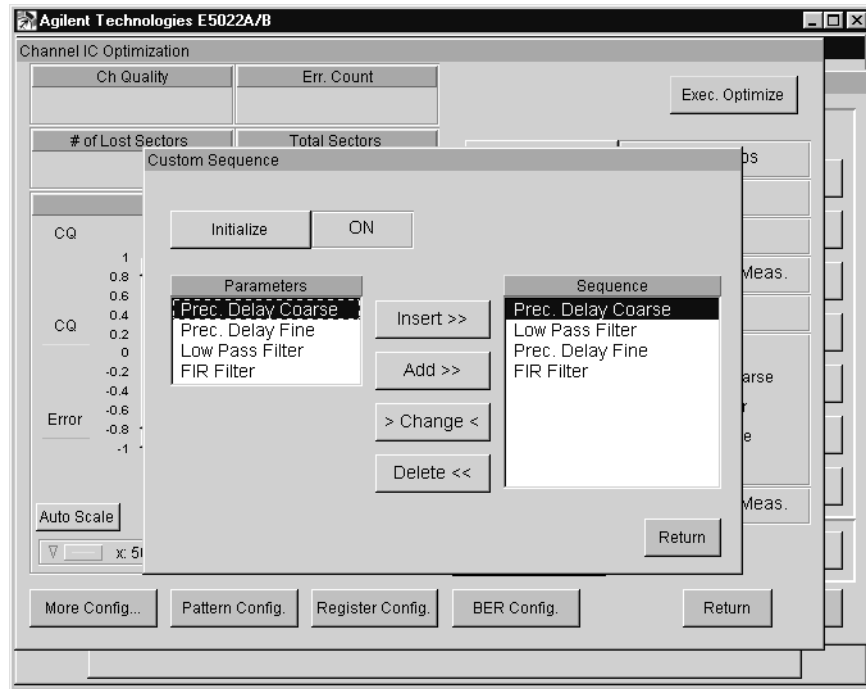 Agilent Technologies E5022A/B
Channel IC Optimization
Ch Quality
Err. Count
Exec. Optimize
# of Lost Sectors
Total Sectors
Custom Sequence
Initialize
ON
CQ
1
0.8
0.6
0.4
0.2
0
-0.2
-0.4
-0.6
-0.8
-1
CQ
Error
Parameters
Prec. Delay Coarse
Prec. Delay Fine
Low Pass Filter
FIR Filter
Insert >>
Add >>
> Change <
Delete <<
Sequence
Prec. Delay Coarse
Low Pass Filter
Prec. Delay Fine
FIR Filter
Meas.
Meas.
Auto Scale
x: 50
Return
More Config...
Pattern Config.
Register Config.
BER Config.
Return